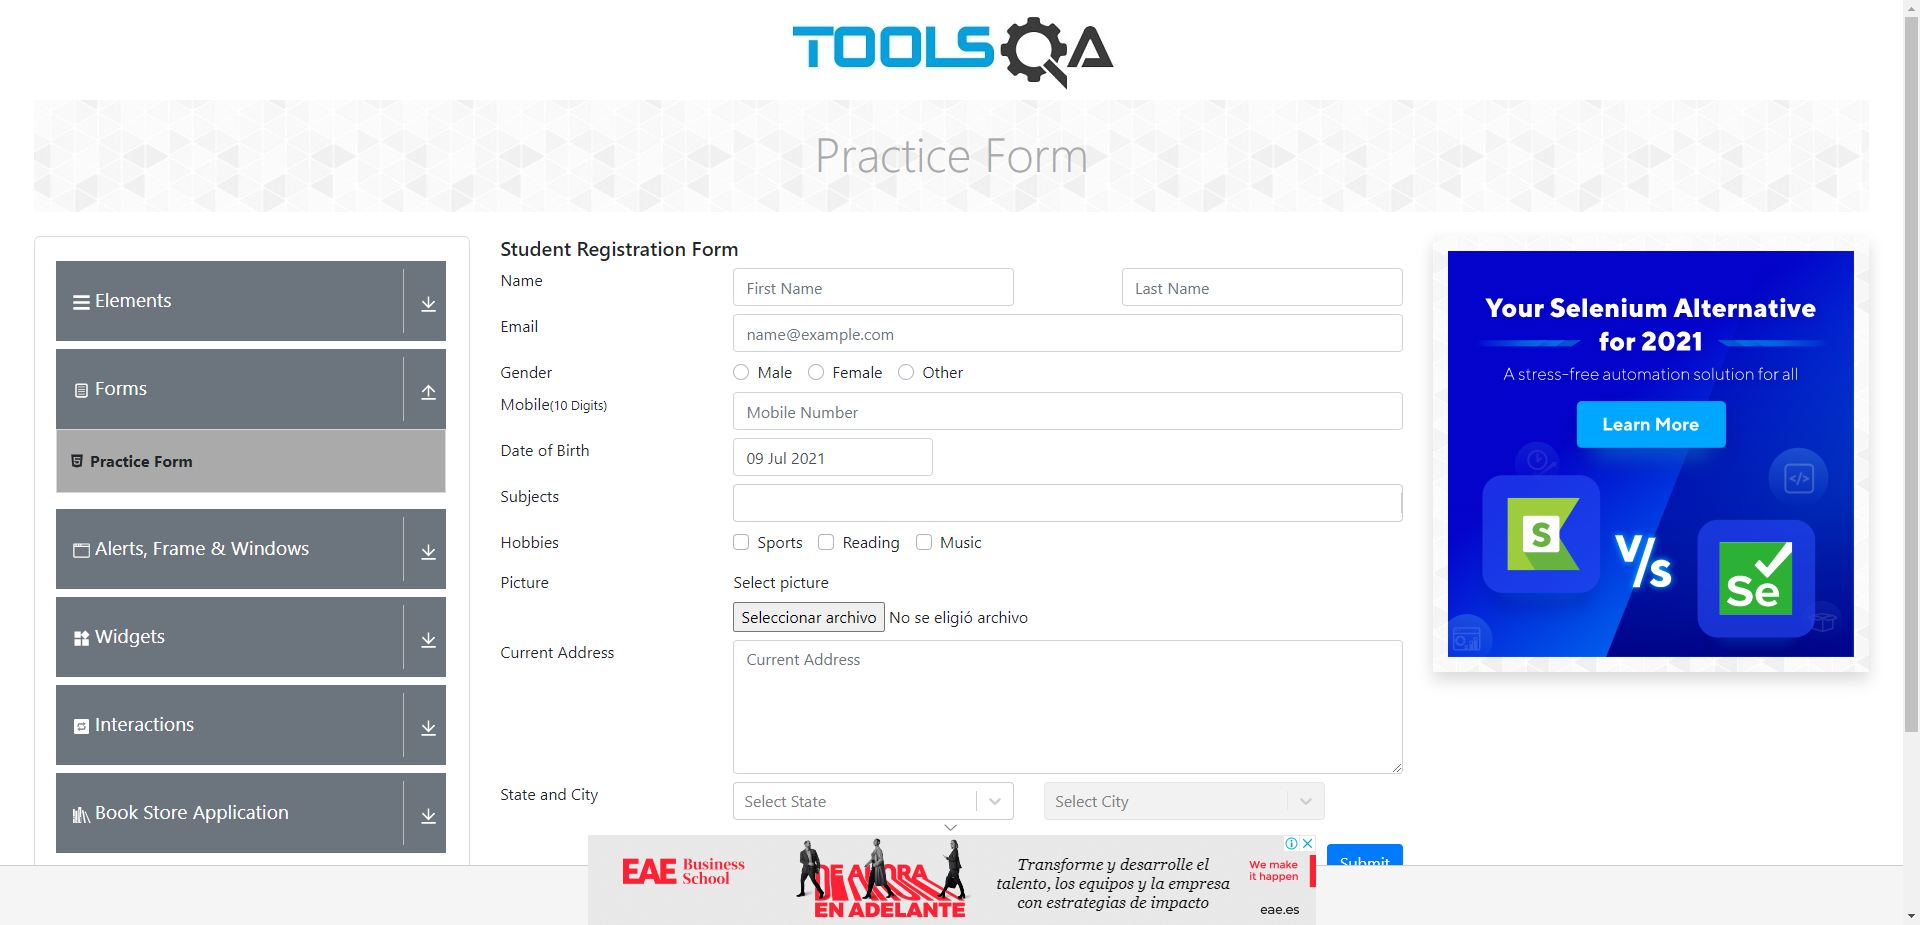 TOOLSQA
Practice Form
Elements
Forms
Practice Form
Alerts, Frame & Windows
Widgets
Interactions
Book Store Application
Student Registration Form
Name
First Name
Last Name
Email
name@example.com
Gender
Male
Female
Other
Mobile(10 Digits)
Mobile Number
Date of Birth
09 Jul 2021
Subjects
Hobbies
Sports
Reading
Music
Picture
Select picture
Seleccionar archivo
No se eligió archivo
Current Address
Current Address
State and City
Select State
Select City
Submit
Your Selenium Alternative
for 2021
A stress-free automation solution for all
Learn More
</>
S
V/s
Se
EAE Business
School
DE AHORA
EN ADELANTE
Transforme y desarrolle el
talento, los equipos y la empresa
con estrategias de impacto
We make
it happen
eae.es